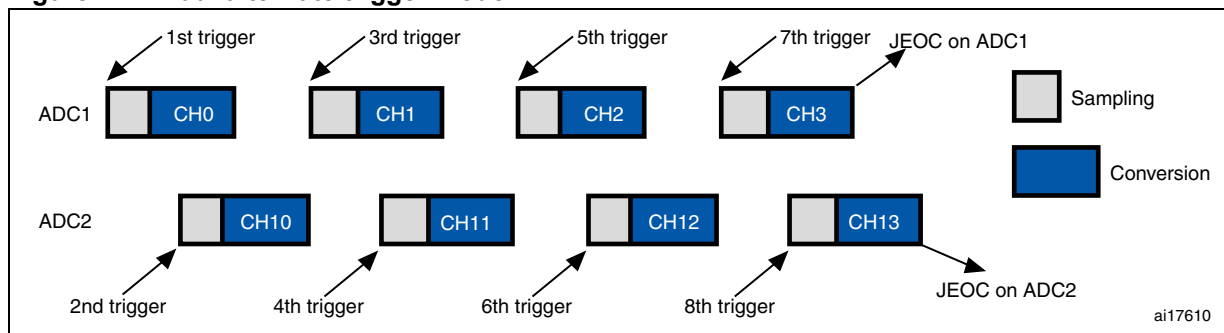 1st trigger
3rd trigger
5th trigger
7th trigger
JEOC on ADC1
ADC1
CH0
CH1
CH2
CH3
Sampling
Conversion
ADC2
CH10
CH11
CH12
CH13
2nd trigger
4th trigger
6th trigger
8th trigger
JEOC on ADC2
ai17610